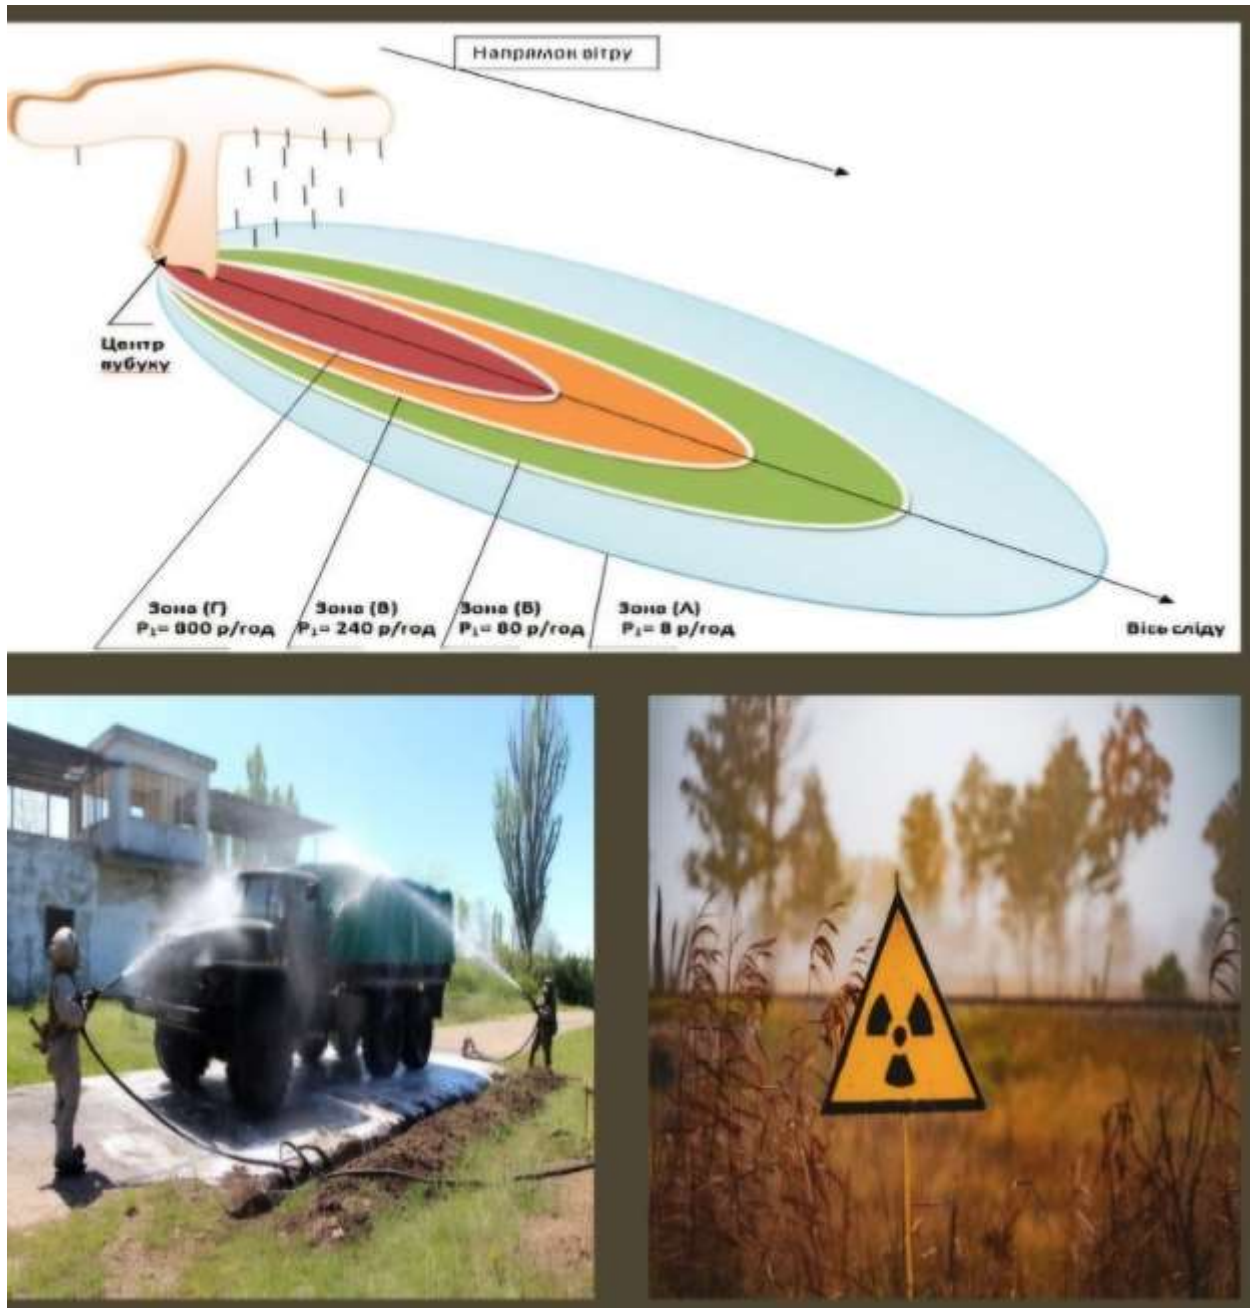 Напрямок вітру
Центр
вубуку
Зона (Г)
P₁= 800 р/год
Зона (В)
P₁= 240 р/год
Зона (Б)
P₁= 80 р/год
Зона (А)
P₁= 8 р/год
Вісь сліду